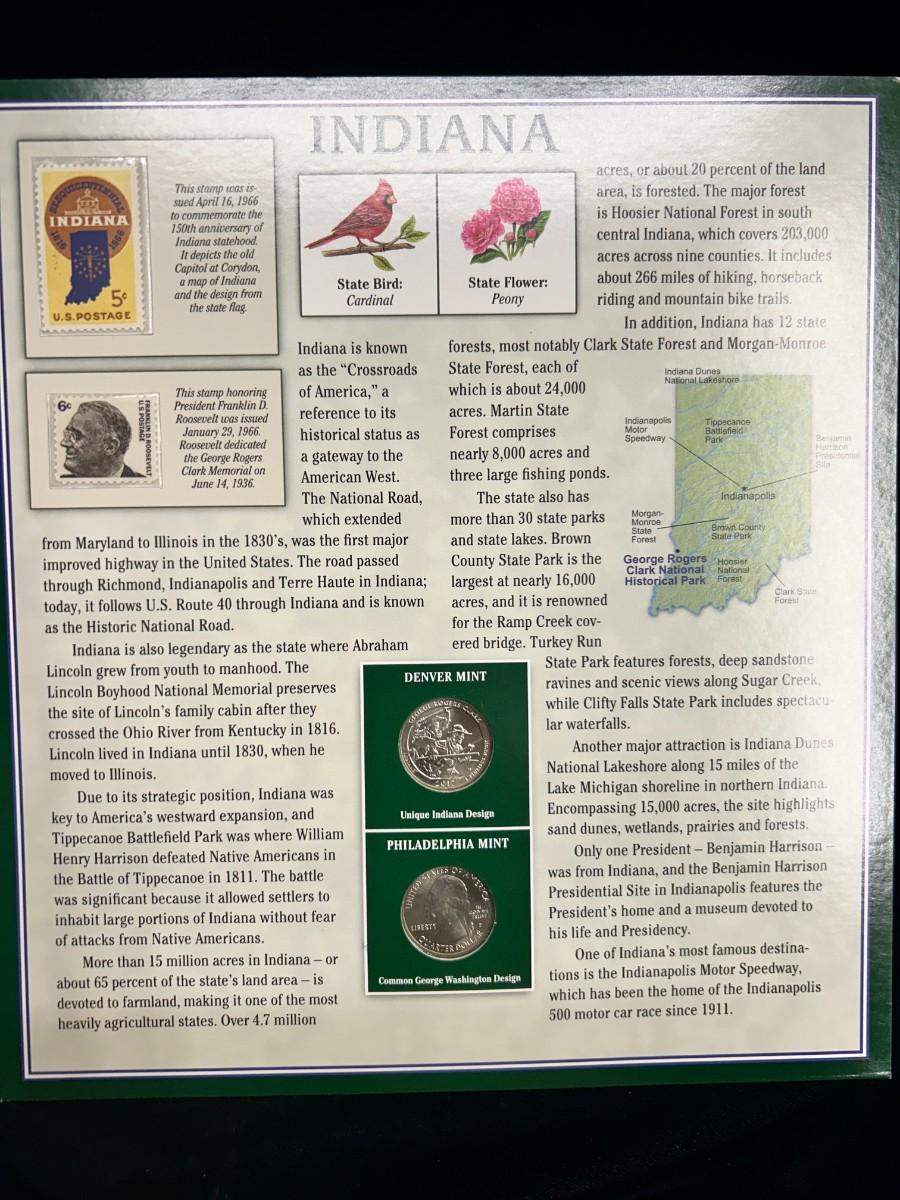 INDIANA
SESQUICENTENNIAL
INDIANA
1816
1966
5¢
U.S. POSTAGE
This stamp was is-
sued April 16, 1966
to commemorate the
150th anniversary of
Indiana statehood.
It depicts the old
Capitol at Corydon,
a map of Indiana
and the design from
the state flag.
6¢
FRANKLIN D. ROOSEVELT
U.S. POSTAGE
This stamp honoring
President Franklin D.
Roosevelt was issued
January 29, 1966.
Roosevelt dedicated
the George Rogers
Clark Memorial on
June 14, 1936.
State Bird:
Cardinal
State Flower:
Peony
Indiana is known
as the “Crossroads
of America,” a
reference to its
historical status as
a gateway to the
American West.
The National Road,
which extended
from Maryland to Illinois in the 1830’s, was the first major
improved highway in the United States. The road passed
through Richmond, Indianapolis and Terre Haute in Indiana;
today, it follows U.S. Route 40 through Indiana and is known
as the Historic National Road.
Indiana is also legendary as the state where Abraham
Lincoln grew from youth to manhood. The
Lincoln Boyhood National Memorial preserves
the site of Lincoln’s family cabin after they
crossed the Ohio River from Kentucky in 1816.
Lincoln lived in Indiana until 1830, when he
moved to Illinois.
Due to its strategic position, Indiana was
key to America’s westward expansion, and
Tippecanoe Battlefield Park was where William
Henry Harrison defeated Native Americans in
the Battle of Tippecanoe in 1811. The battle
was significant because it allowed settlers to
inhabit large portions of Indiana without fear
of attacks from Native Americans.
More than 15 million acres in Indiana – or
about 65 percent of the state’s land area – is
devoted to farmland, making it one of the most
heavily agricultural states. Over 4.7 million
acres, or about 20 percent of the land
area, is forested. The major forest
is Hoosier National Forest in south
central Indiana, which covers 203,000
acres across nine counties. It includes
about 266 miles of hiking, horseback
riding and mountain bike trails.
In addition, Indiana has 12 state
forests, most notably Clark State Forest and Morgan-Monroe
State Forest, each of
which is about 24,000
acres. Martin State
Forest comprises
nearly 8,000 acres and
three large fishing ponds.
The state also has
more than 30 state parks
and state lakes. Brown
County State Park is the
largest at nearly 16,000
acres, and it is renowned
for the Ramp Creek cov-
ered bridge. Turkey Run
State Park features forests, deep sandstone
ravines and scenic views along Sugar Creek,
while Clifty Falls State Park includes spectacu-
lar waterfalls.
Another major attraction is Indiana Dunes
National Lakeshore along 15 miles of the
Lake Michigan shoreline in northern Indiana.
Encompassing 15,000 acres, the site highlights
sand dunes, wetlands, prairies and forests.
Only one President – Benjamin Harrison –
was from Indiana, and the Benjamin Harrison
Presidential Site in Indianapolis features the
President’s home and a museum devoted to
his life and Presidency.
One of Indiana’s most famous destina-
tions is the Indianapolis Motor Speedway,
which has been the home of the Indianapolis
500 motor car race since 1911.
Indiana Dunes
National Lakeshore
Indianapolis
Motor
Speedway
Tippecanoe
Battlefield
Park
Benjamin
Harrison
Presidential
Site
Indianapolis
Morgan-
Monroe
State
Forest
Brown County
State Park
George Rogers
Clark National
Historical Park
Hoosier
National
Forest
Clark State
Forest
DENVER MINT
GEORGE ROGERS CLARK
Unique Indiana Design
PHILADELPHIA MINT
UNITED STATES OF AMERICA
LIBERTY
IN GOD WE TRUST
QUARTER DOLLAR
Common George Washington Design